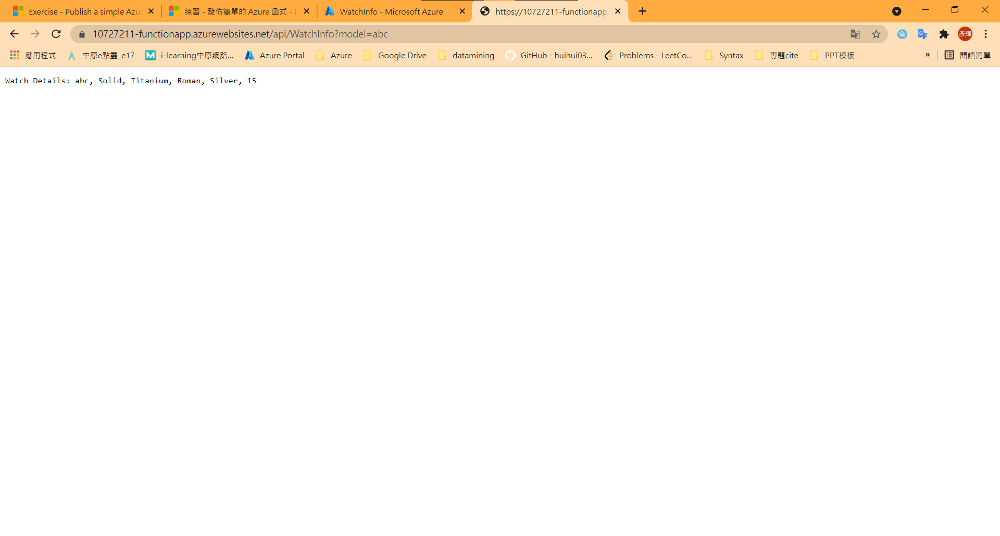 Exercise - Publish a simple Azu
練習 - 發佈簡單的 Azure 函式 - L
WatchInfo - Microsoft Azure
https://10727211-functionapp.
10727211-functionapp.azurewebsites.net/api/WatchInfo?model=abc
彥輝
應用程式
中原e點靈_e17
i-learning中原網路...
Azure Portal
Azure
Google Drive
datamining
GitHub - huihui03...
Problems - LeetCo...
Syntax
專題cite
PPT模板
»
閱讀清單
Watch Details: abc, Solid, Titanium, Roman, Silver, 15